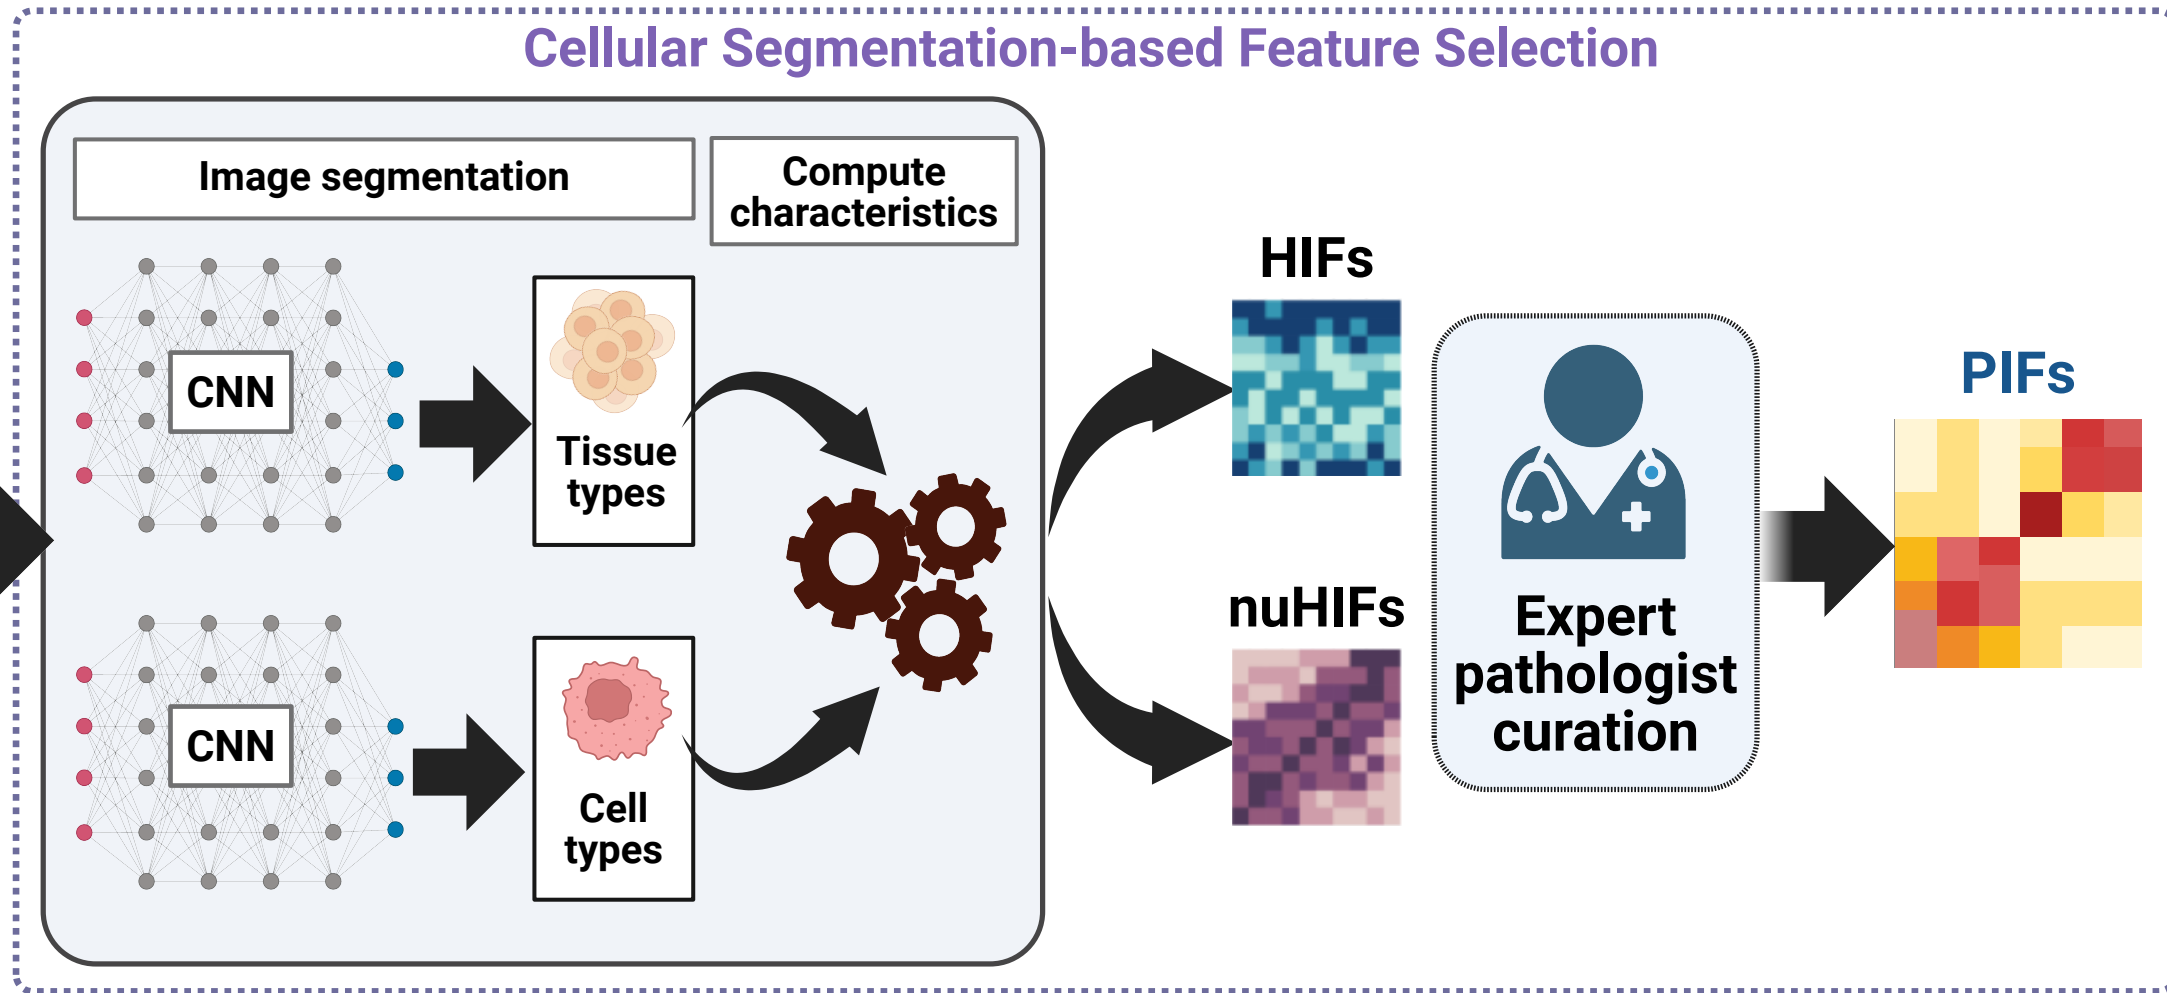 Cellular Segmentation-based Feature Selection
Image segmentation
Compute
characteristics
CNN
Tissue
types
CNN
Cell
types
HIFs
nuHIFs
Expert
pathologist
curation
PIFs